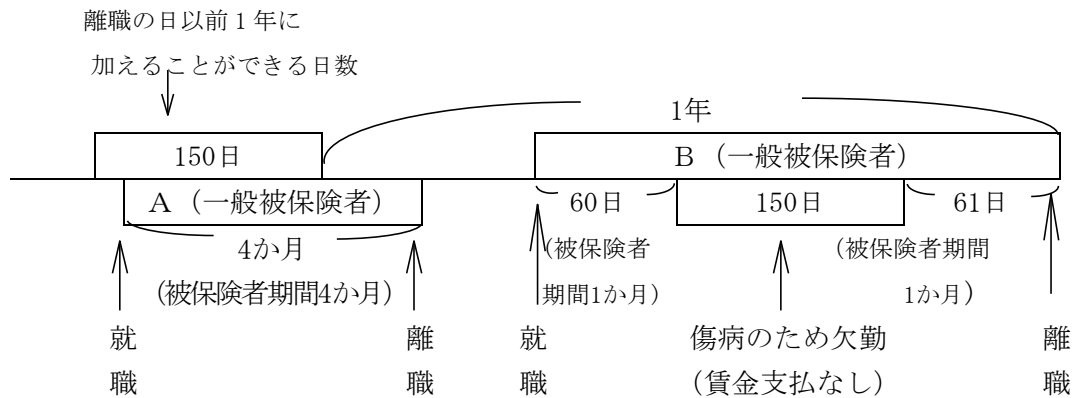 離職の日以前1年に
加えることができる日数
1年
150日
B（一般被保険者）
A（一般被保険者）
60日
150日
61日
4か月
(被保険者
（被保険者期間
（被保険者期間4か月）
期間1か月）
1か月）
就
離
就
傷病のため欠勤
離
職
職
職
（賃金支払なし）
職